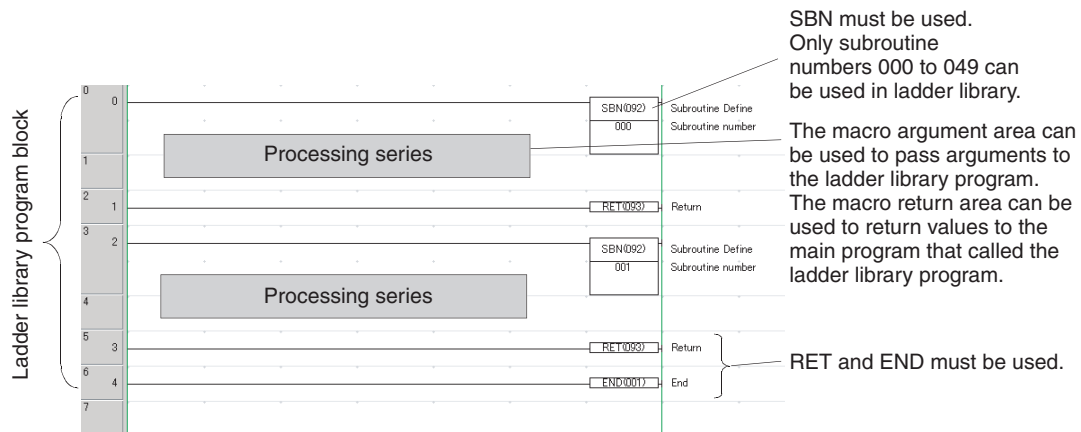 SBN must be used.
Only subroutine
numbers 000 to 049 can
be used in ladder library.
The macro argument area can
be used to pass arguments to
the ladder library program.
The macro return area can be
used to return values to the
main program that called the
ladder library program.
RET and END must be used.
Ladder library program block
0
0
SBN(092)
Subroutine Define
000
Subroutine number
Processing series
1
2
1
RET(093)
Return
3
2
SBN(092)
Subroutine Define
001
Subroutine number
Processing series
4
5
3
RET(093)
Return
6
4
END(001)
End
7